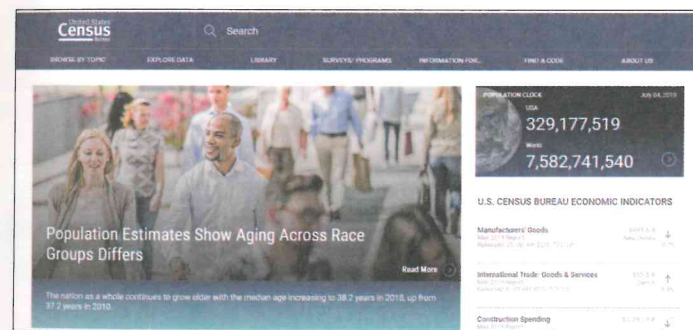 United States
Census
Bureau
Search
BROWSE BY TOPIC EXPLORE DATA LIBRARY SURVEYS/ PROGRAMS INFORMATION FOR... FIND A CODE ABOUT US
Population Estimates Show Aging Across Race
Groups Differs
Read More
The nation as a whole continues to grow older with the median age increasing to 38.2 years in 2018, up from
37.2 years in 2010.
POPULATION CLOCK July 04, 2019
USA
329,177,519
World
7,582,741,540
U.S. CENSUS BUREAU ECONOMIC INDICATORS
Manufacturers' Goods
International Trade: Goods & Services
Construction Spending